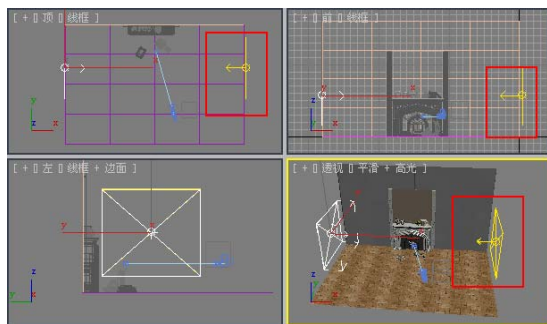 [ + ▯ 顶 ▯ 线框 ]
[ + ▯ 前 ▯ 线框 ]
y
z
x
x
z
x
y
x
[ + ▯ 左 ▯ 线框 + 边面 ]
[ + ▯ 透视 ▯ 平滑 + 高光 ]
y
z
y
x
z
x